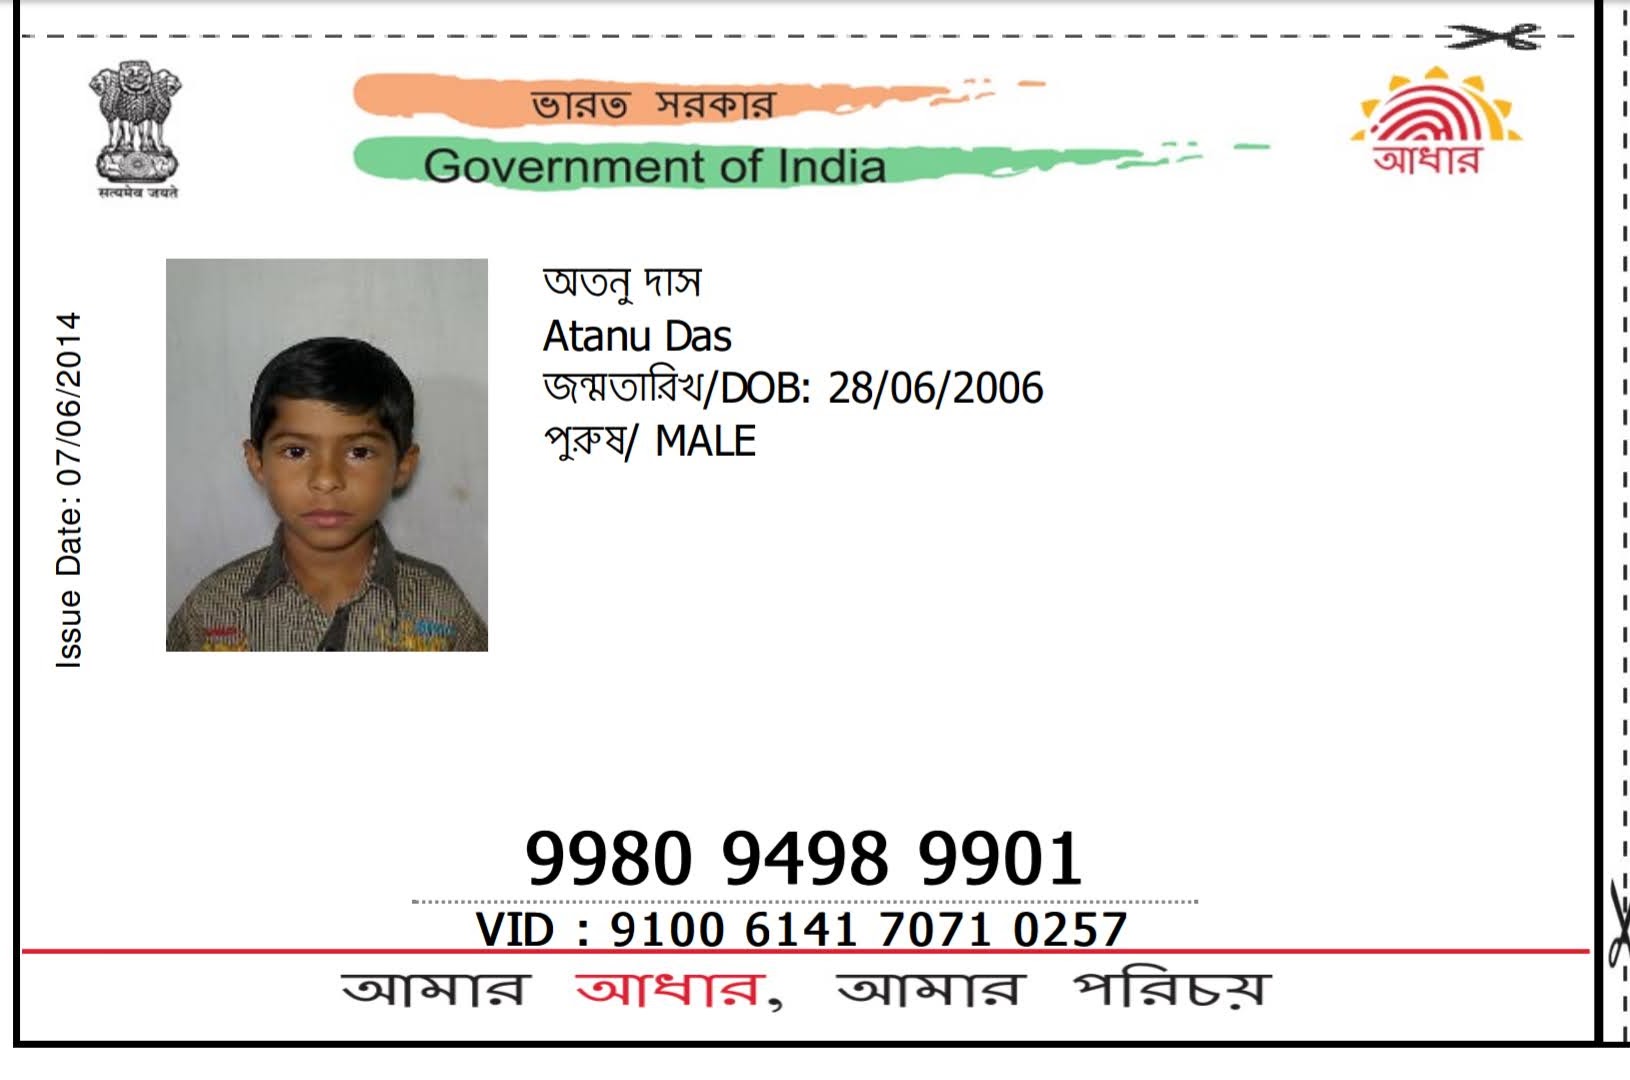 ভারত সরকার
Government of India
सत्यमेव जयते
আধার
Issue Date: 07/06/2014
অতনু দাস
Atanu Das
জন্মতারিখ/DOB: 28/06/2006
পুরুষ/ MALE
9980 9498 9901
VID : 9100 6141 7071 0257
আমার আধার, আমার পরিচয়